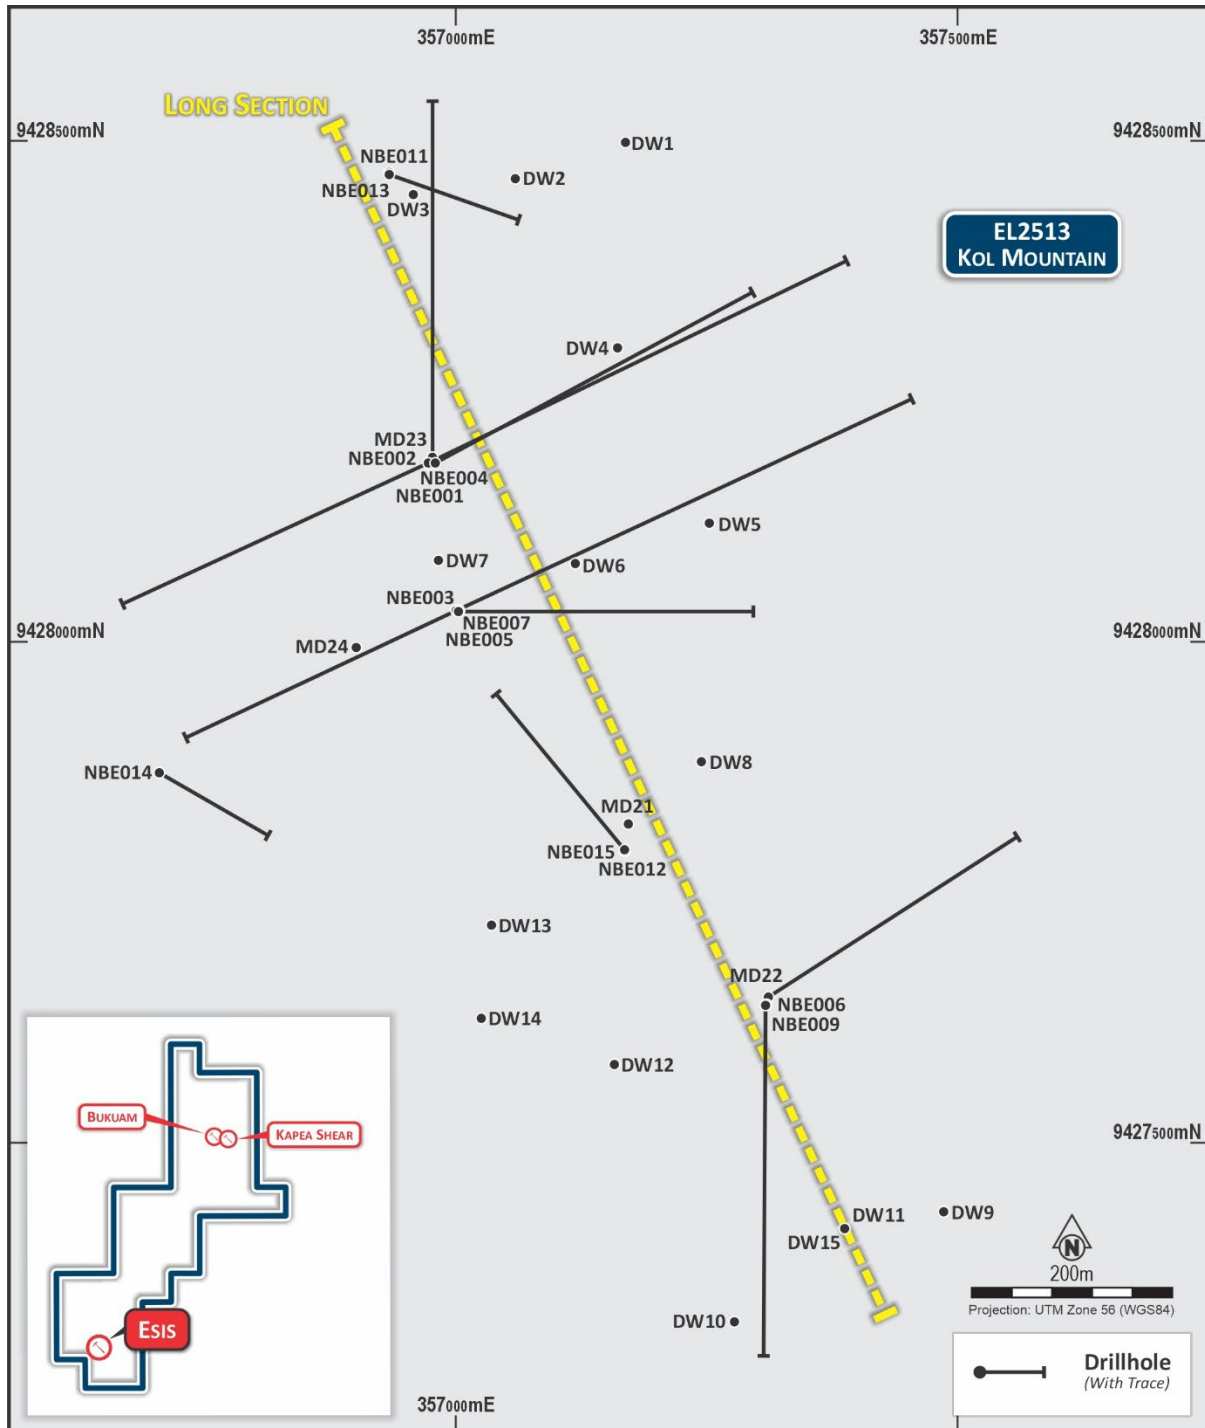 357000mE
357500mE
LONG SECTION
9428500mN
9428500mN
DW1
NBE011
DW2
NBE013
DW3
EL2513
KOL MOUNTAIN
DW4
MD23
NBE002
NBE004
NBE001
DW5
DW7
DW6
NBE003
NBE007
NBE005
9428000mN
9428000mN
MD24
DW8
NBE014
MD21
NBE015
NBE012
DW13
MD22
NBE006
NBE009
DW14
DW12
BUKUAM
KAPEA SHEAR
9427500mN
DW11
DW9
DW15
N
200m
Projection: UTM Zone 56 (WGS84)
DW10
ESIS
Drillhole
(With Trace)
357000mE